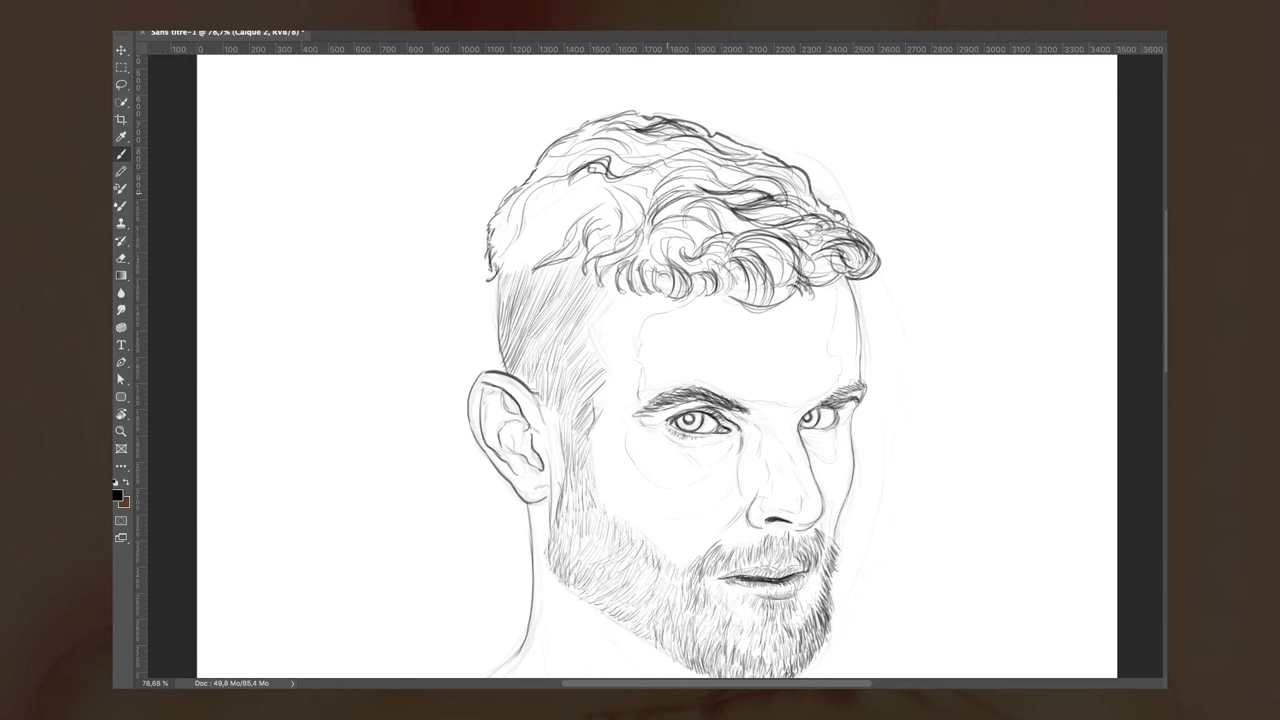 Sans titre-1 @ 78,7% (Calque 2, RVB/8) *
100 0 100 200 300 400 500 600 700 800 900 1000 1100 1200 1300 1400 1500 1600 1700 1800 1900 2000 2100 2200 2300 2400 2500 2600 2700 2800 2900 3000 3100 3200 3300 3400 3500 3600
78,68 % Doc : 49,8 Mo/85,4 Mo